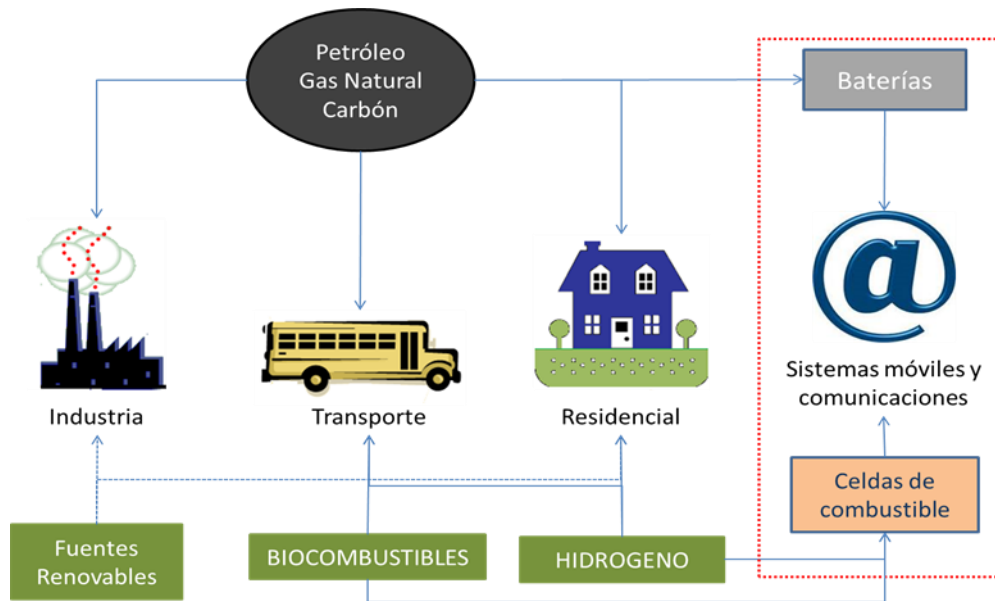 Petróleo
Gas Natural
Carbón
Baterías
Industria
Transporte
Residencial
Sistemas móviles y
comunicaciones
Fuentes
Renovables
BIOCOMBUSTIBLES
HIDROGENO
Celdas de
combustible